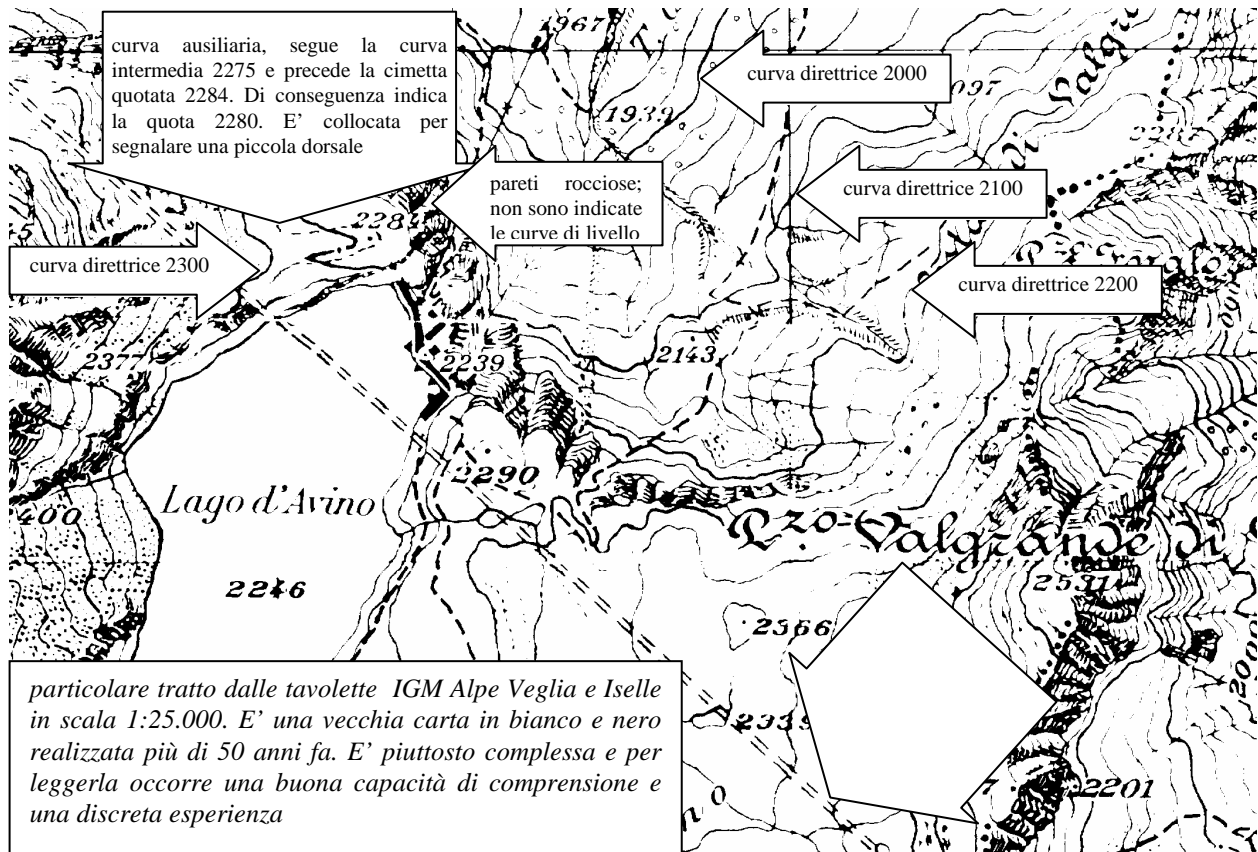 curva ausiliaria, segue la curva
intermedia 2275 e precede la cimetta
quotata 2284. Di conseguenza indica
la quota 2280. E' collocata per
segnalare una piccola dorsale
1967
curva direttrice 2000
1939
pareti rocciose;
non sono indicate
le curve di livello
curva direttrice 2100
curva direttrice 2300
curva direttrice 2200
2377
2239
2143
2290
Lago d'Avino
400
Pzo Valgrande di
2246
2531
2366
2339
2201
particolare tratto dalle tavolette IGM Alpe Veglia e Iselle
in scala 1:25.000. E' una vecchia carta in bianco e nero
realizzata più di 50 anni fa. E' piuttosto complessa e per
leggerla occorre una buona capacità di comprensione e
una discreta esperienza